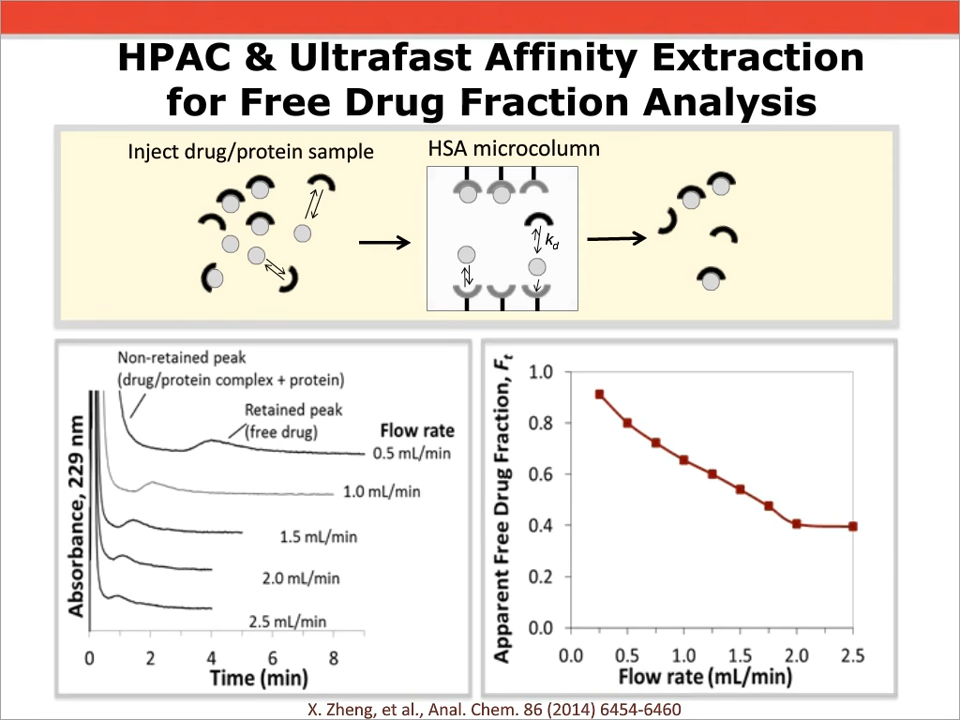 HPAC & Ultrafast Affinity Extraction
for Free Drug Fraction Analysis
Inject drug/protein sample
HSA microcolumn
kd
Non-retained peak
(drug/protein complex + protein)
Retained peak
(free drug)
Flow rate
0.5 mL/min
1.0 mL/min
1.5 mL/min
2.0 mL/min
2.5 mL/min
Absorbance, 229 nm
0 2 4 6 8
Time (min)
Apparent Free Drug Fraction, Ft
1.0
0.8
0.6
0.4
0.2
0.0
0.0 0.5 1.0 1.5 2.0 2.5
Flow rate (mL/min)
X. Zheng, et al., Anal. Chem. 86 (2014) 6454-6460